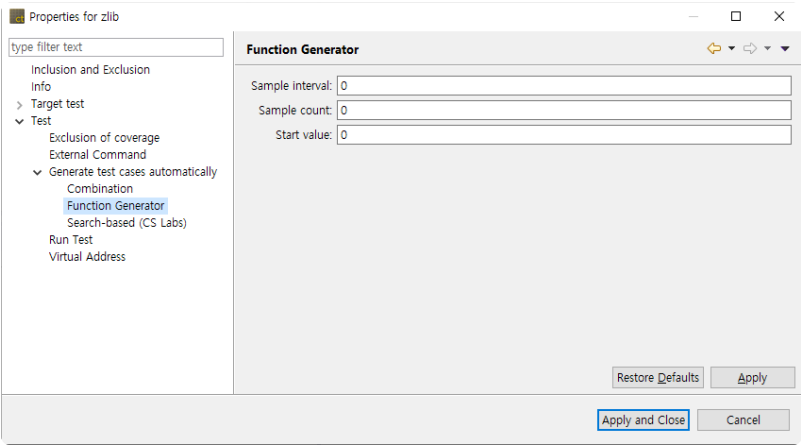 Properties for zlib
type filter text
Inclusion and Exclusion
Info
Target test
Test
Exclusion of coverage
External Command
Generate test cases automatically
Combination
Function Generator
Search-based (CS Labs)
Run Test
Virtual Address
Function Generator
Sample interval: 0
Sample count: 0
Start value: 0
Restore Defaults Apply
Apply and Close Cancel